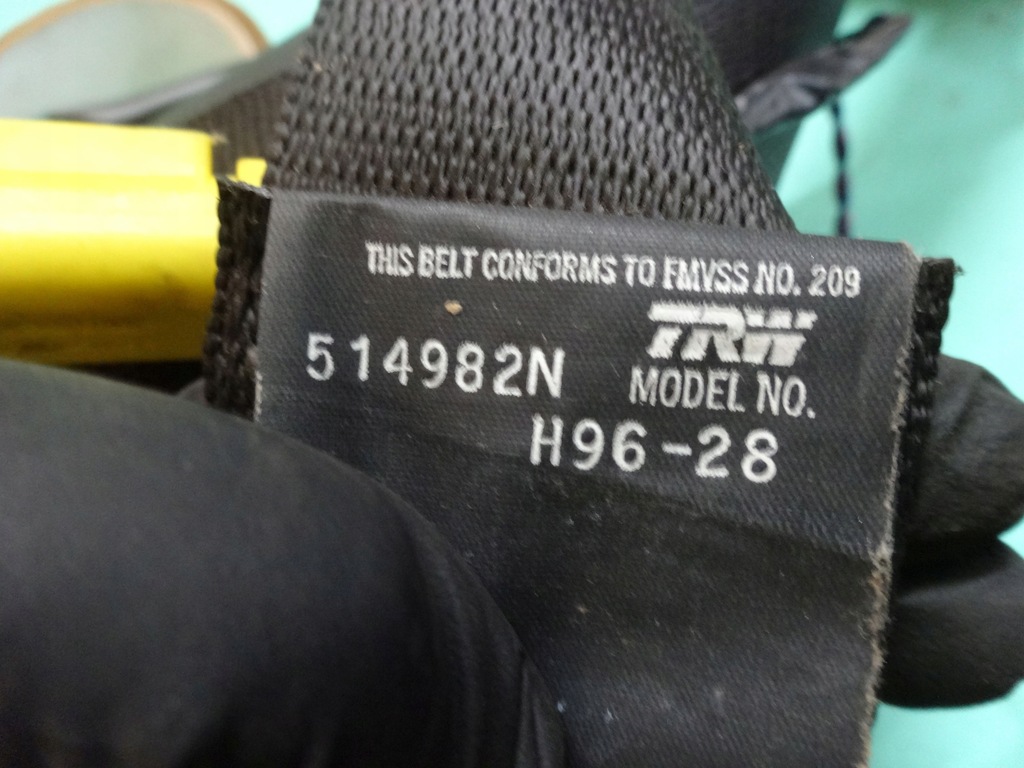 THIS BELT CONFORMS TO FMVSS NO. 209
TRW
514982N
MODEL NO.
H96-28